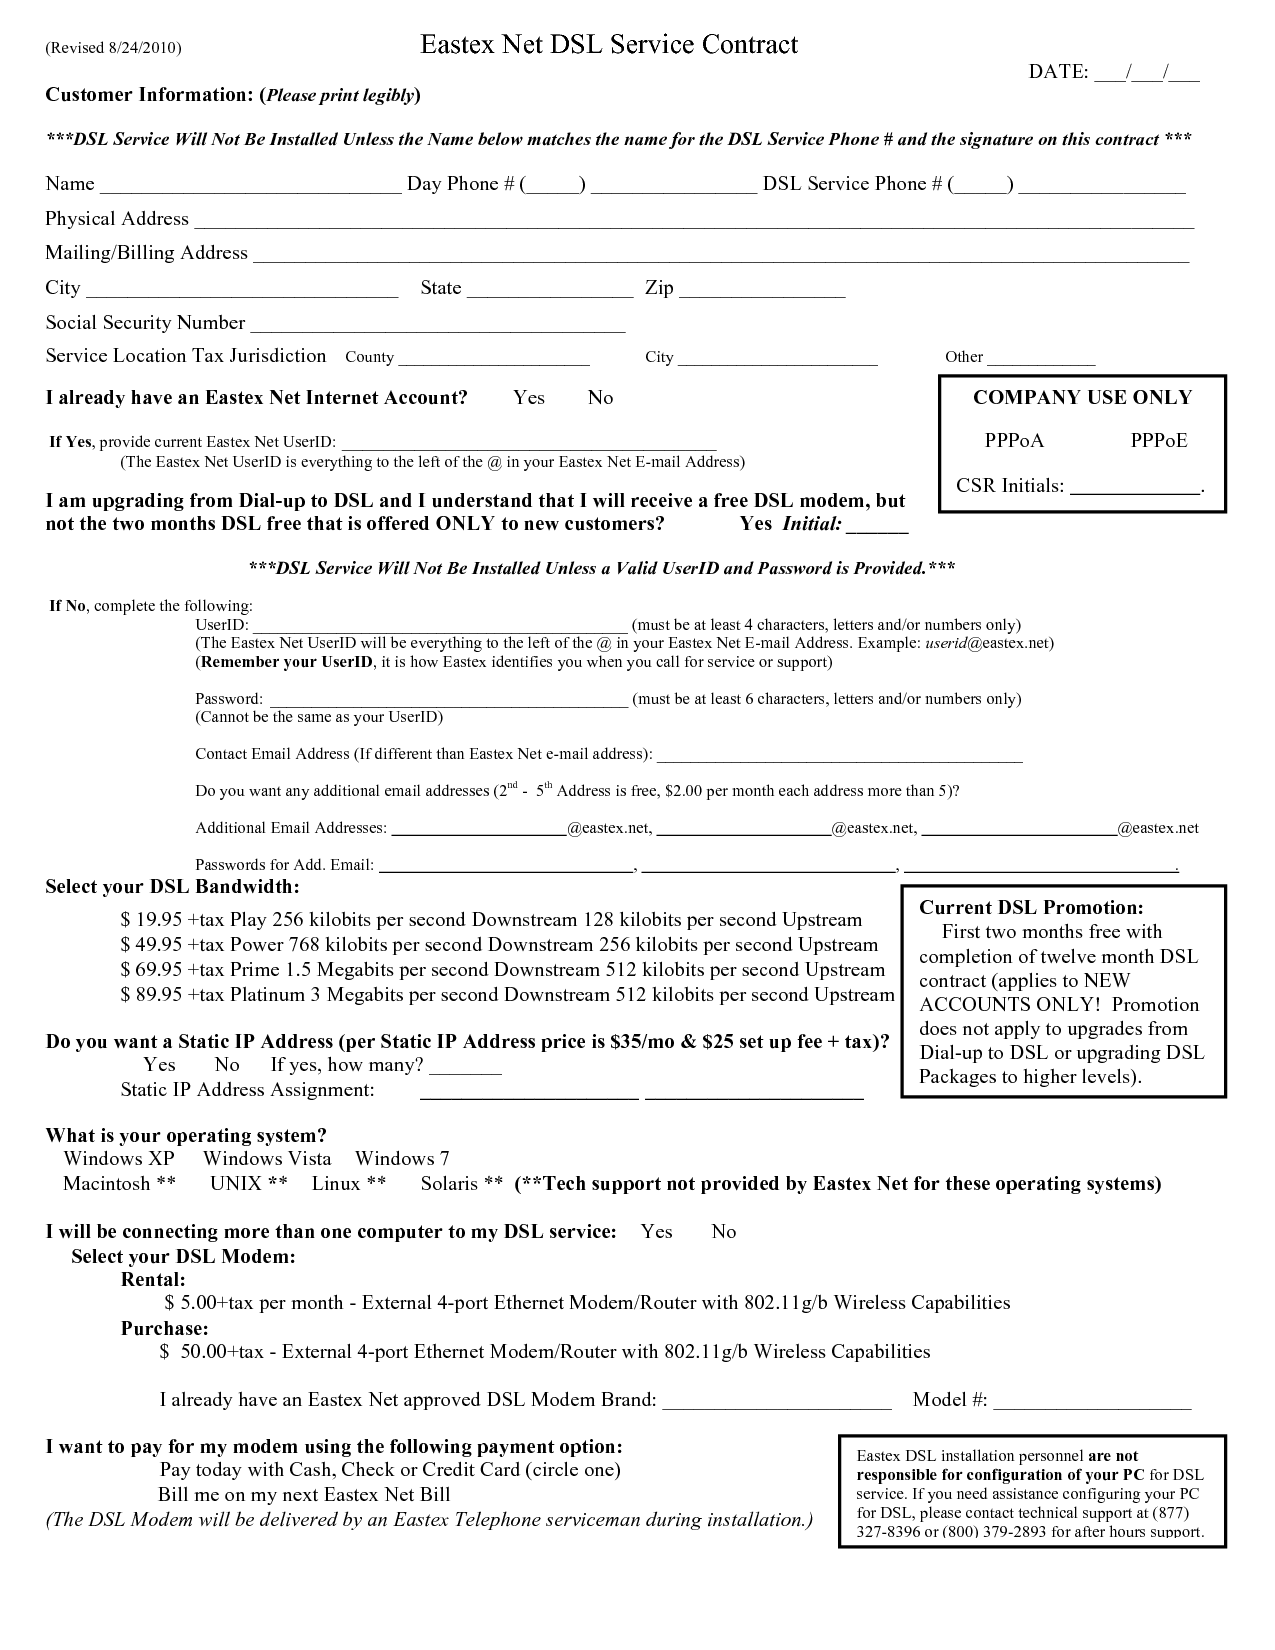 (Revised 8/24/2010)
Eastex Net DSL Service Contract
DATE: ___/___/___
Customer Information: (Please print legibly)
***DSL Service Will Not Be Installed Unless the Name below matches the name for the DSL Service Phone # and the signature on this contract ***
Name _____________________________ Day Phone # (_____) ________________ DSL Service Phone # (_____) ________________
Physical Address ________________________________________________
Mailing/Billing Address ________________________________________________
City ______________________________ State ________________ Zip ________________
Social Security Number ____________________________________
Service Location Tax Jurisdiction County ______________________ City ______________________ Other ____________
I already have an Eastex Net Internet Account? Yes No
If Yes, provide current Eastex Net UserID: ____________________________________
(The Eastex Net UserID is everything to the left of the @ in your Eastex Net E-mail Address)
COMPANY USE ONLY
PPPoA PPPoE
CSR Initials: ____________.
I am upgrading from Dial-up to DSL and I understand that I will receive a free DSL modem, but
not the two months DSL free that is offered ONLY to new customers? Yes Initial: ______
***DSL Service Will Not Be Installed Unless a Valid UserID and Password is Provided.***
If No, complete the following:
UserID: ____________________________________ (must be at least 4 characters, letters and/or numbers only)
(The Eastex Net UserID will be everything to the left of the @ in your Eastex Net E-mail Address. Example: userid@eastex.net)
(Remember your UserID, it is how Eastex identifies you when you call for service or support)
Password: ____________________________________ (must be at least 6 characters, letters and/or numbers only)
(Cannot be the same as your UserID)
Contact Email Address (If different than Eastex Net e-mail address): ____________________________________
Do you want any additional email addresses (2nd - 5th Address is free, $2.00 per month each address more than 5)?
Additional Email Addresses: ____________________@eastex.net, ____________________@eastex.net, ____________________@eastex.net
Passwords for Add. Email: ____________________________, ____________________________, ____________________________.
Select your DSL Bandwidth:
$ 19.95 +tax Play 256 kilobits per second Downstream 128 kilobits per second Upstream
$ 49.95 +tax Power 768 kilobits per second Downstream 256 kilobits per second Upstream
$ 69.95 +tax Prime 1.5 Megabits per second Downstream 512 kilobits per second Upstream
$ 89.95 +tax Platinum 3 Megabits per second Downstream 512 kilobits per second Upstream
Current DSL Promotion:
First two months free with
completion of twelve month DSL
contract (applies to NEW
ACCOUNTS ONLY! Promotion
does not apply to upgrades from
Dial-up to DSL or upgrading DSL
Packages to higher levels).
Do you want a Static IP Address (per Static IP Address price is $35/mo & $25 set up fee + tax)?
Yes No If yes, how many? _______
Static IP Address Assignment: _____________________ _____________________
What is your operating system?
Windows XP Windows Vista Windows 7
Macintosh ** UNIX ** Linux ** Solaris ** (**Tech support not provided by Eastex Net for these operating systems)
I will be connecting more than one computer to my DSL service: Yes No
Select your DSL Modem:
Rental:
$ 5.00+tax per month - External 4-port Ethernet Modem/Router with 802.11g/b Wireless Capabilities
Purchase:
$ 50.00+tax - External 4-port Ethernet Modem/Router with 802.11g/b Wireless Capabilities
I already have an Eastex Net approved DSL Modem Brand: ______________________ Model #: ___________________
I want to pay for my modem using the following payment option:
Pay today with Cash, Check or Credit Card (circle one)
Bill me on my next Eastex Net Bill
(The DSL Modem will be delivered by an Eastex Telephone serviceman during installation.)
Eastex DSL installation personnel are not
responsible for configuration of your PC for DSL
service. If you need assistance configuring your PC
for DSL, please contact technical support at (877)
327-8396 or (800) 379-2893 for after hours support.